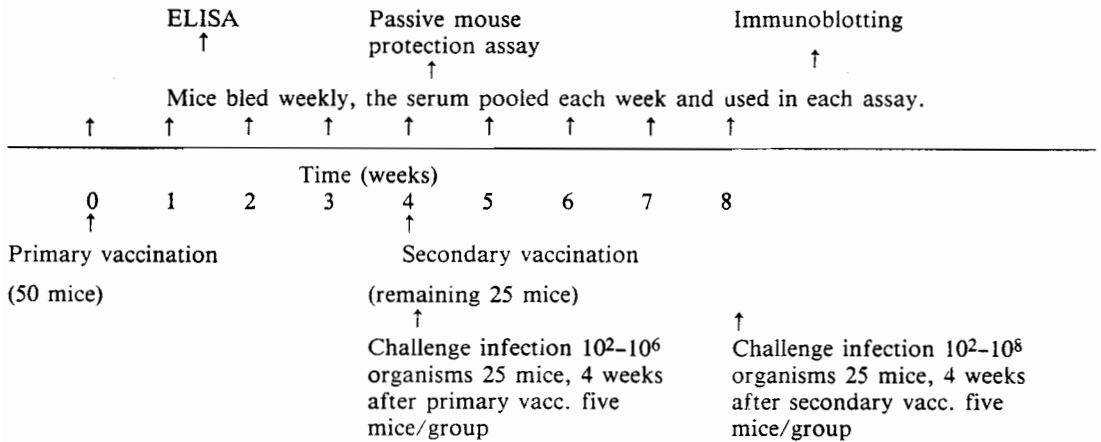 ELISA Passive mouse Immunoblotting
protection assay
Mice bled weekly, the serum pooled each week and used in each assay.
Time (weeks)
0 1 2 3 4 5 6 7 8
Primary vaccination Secondary vaccination
(50 mice) (remaining 25 mice)
Challenge infection 10²–10⁶ Challenge infection 10²–10⁸
organisms 25 mice, 4 weeks organisms 25 mice, 4 weeks
after primary vacc. five after secondary vacc. five
mice/group mice/group